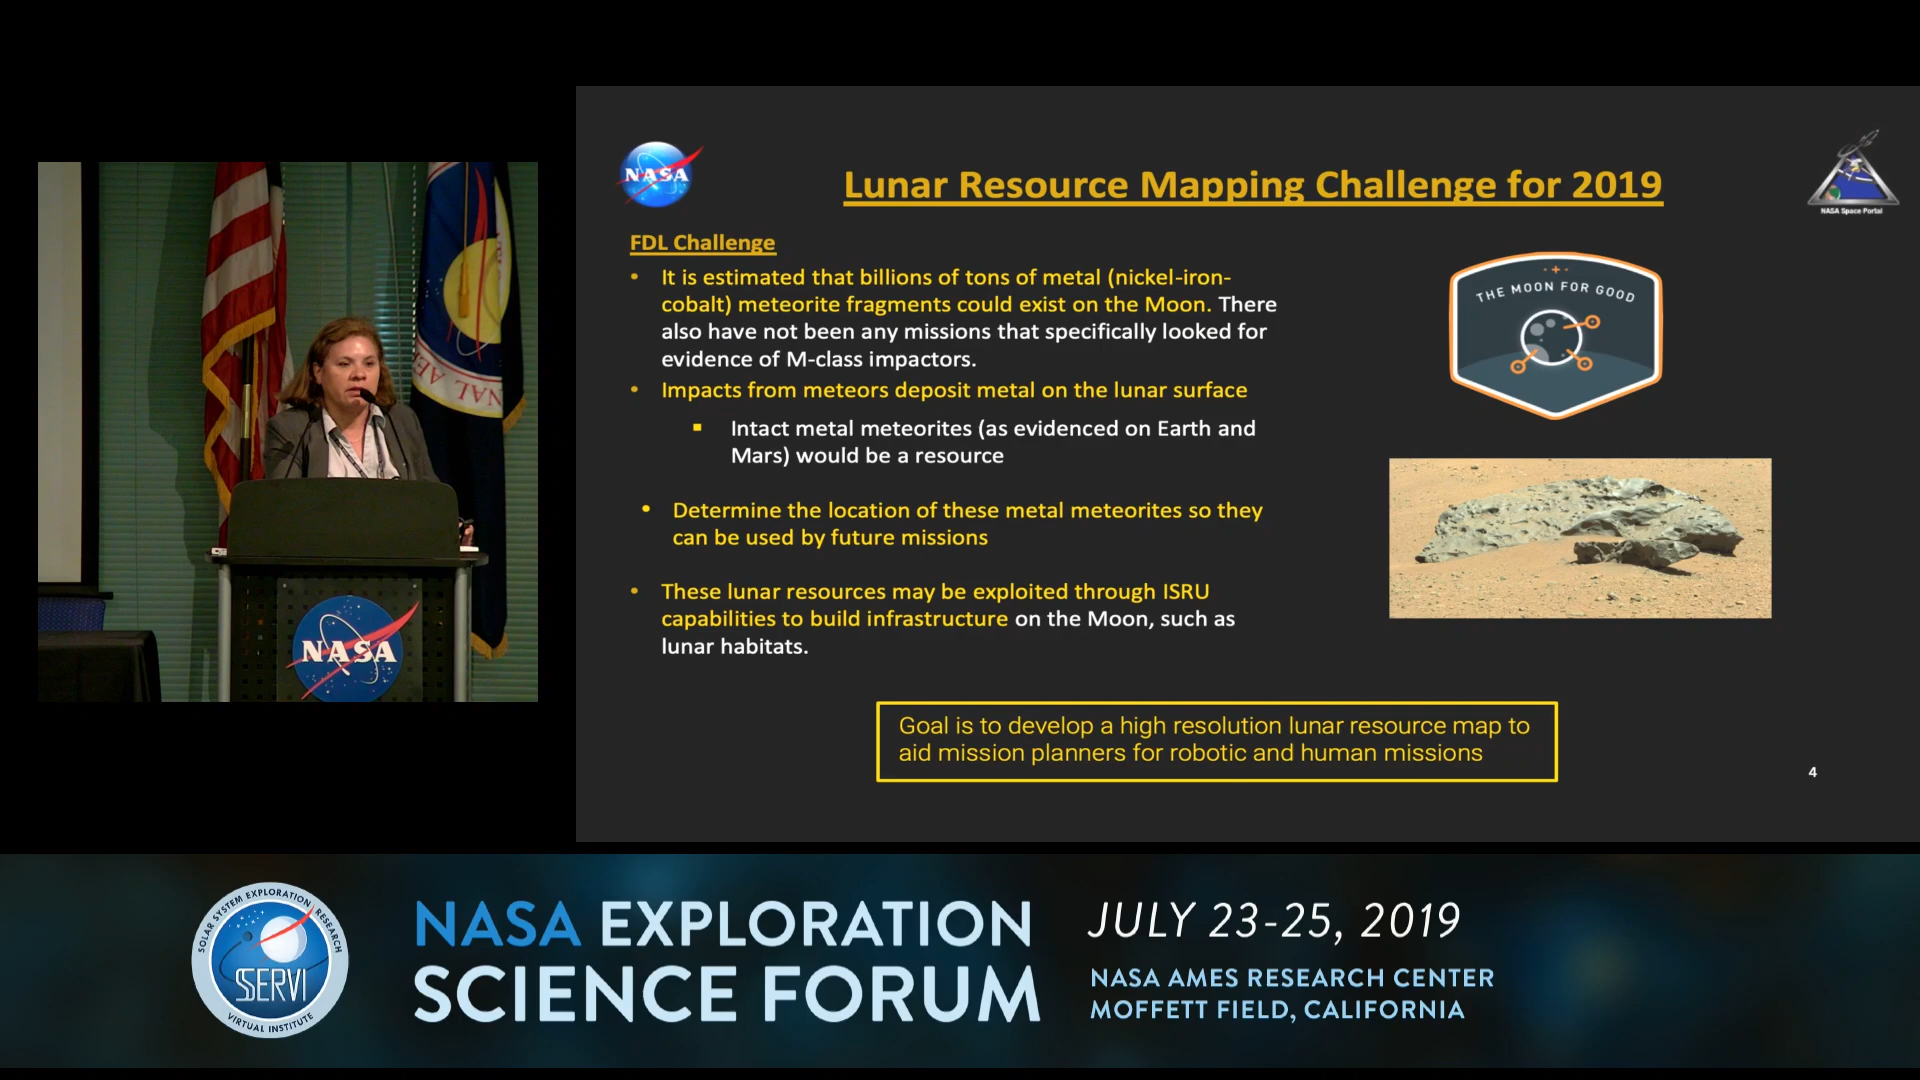 NASA
Lunar Resource Mapping Challenge for 2019
NASA Space Portal
FDL Challenge
• It is estimated that billions of tons of metal (nickel-iron-
cobalt) meteorite fragments could exist on the Moon. There
also have not been any missions that specifically looked for
evidence of M-class impactors.
• Impacts from meteors deposit metal on the lunar surface
▪ Intact metal meteorites (as evidenced on Earth and
Mars) would be a resource
• Determine the location of these metal meteorites so they
can be used by future missions
• These lunar resources may be exploited through ISRU
capabilities to build infrastructure on the Moon, such as
lunar habitats.
THE MOON FOR GOOD
Goal is to develop a high resolution lunar resource map to
aid mission planners for robotic and human missions
4
NASA
SOLAR SYSTEM EXPLORATION RESEARCH
SSERVI
VIRTUAL INSTITUTE
NASA EXPLORATION
SCIENCE FORUM
JULY 23-25, 2019
NASA AMES RESEARCH CENTER
MOFFETT FIELD, CALIFORNIA